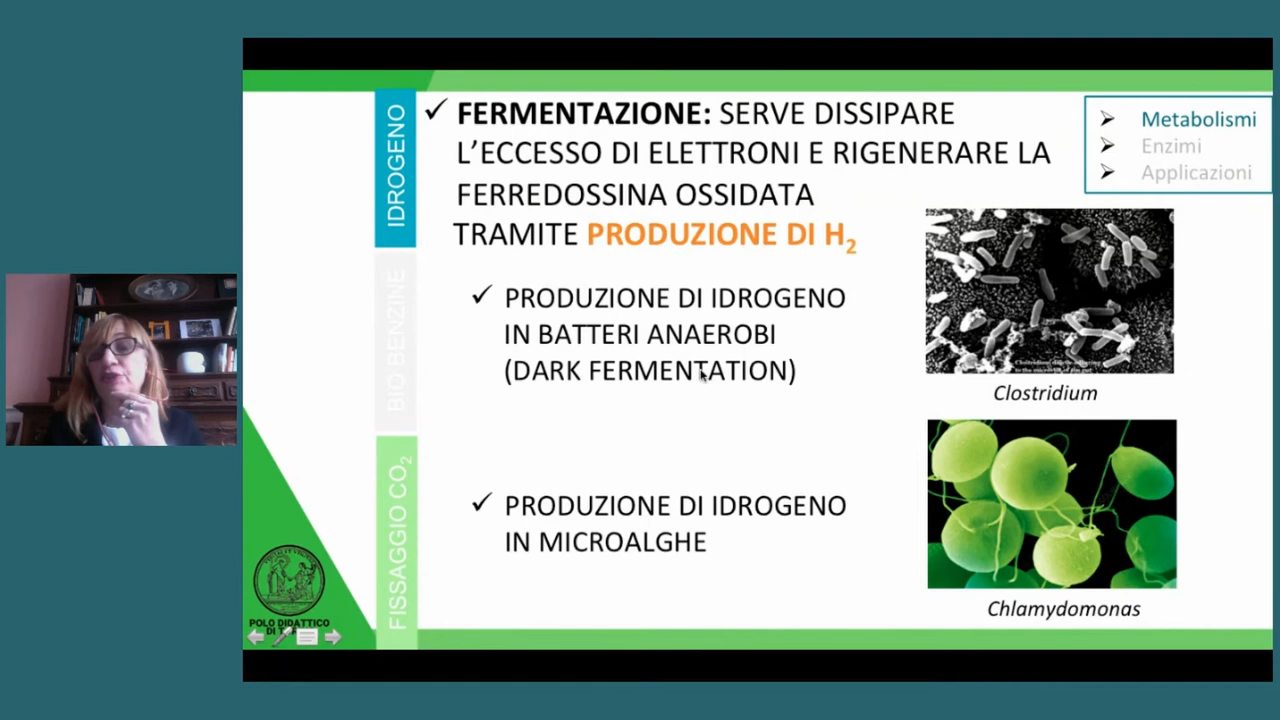 IDROGENO
BIO BENZINE
FISSAGGIO CO₂
FERMENTAZIONE: SERVE DISSIPARE
L'ECCESSO DI ELETTRONI E RIGENERARE LA
FERREDOSSINA OSSIDATA
TRAMITE PRODUZIONE DI H₂
PRODUZIONE DI IDROGENO
IN BATTERI ANAEROBI
(DARK FERMENTATION)
PRODUZIONE DI IDROGENO
IN MICROALGHE
Metabolismi
Enzimi
Applicazioni
Clostridium
Chlamydomonas
POLO DIDATTICO